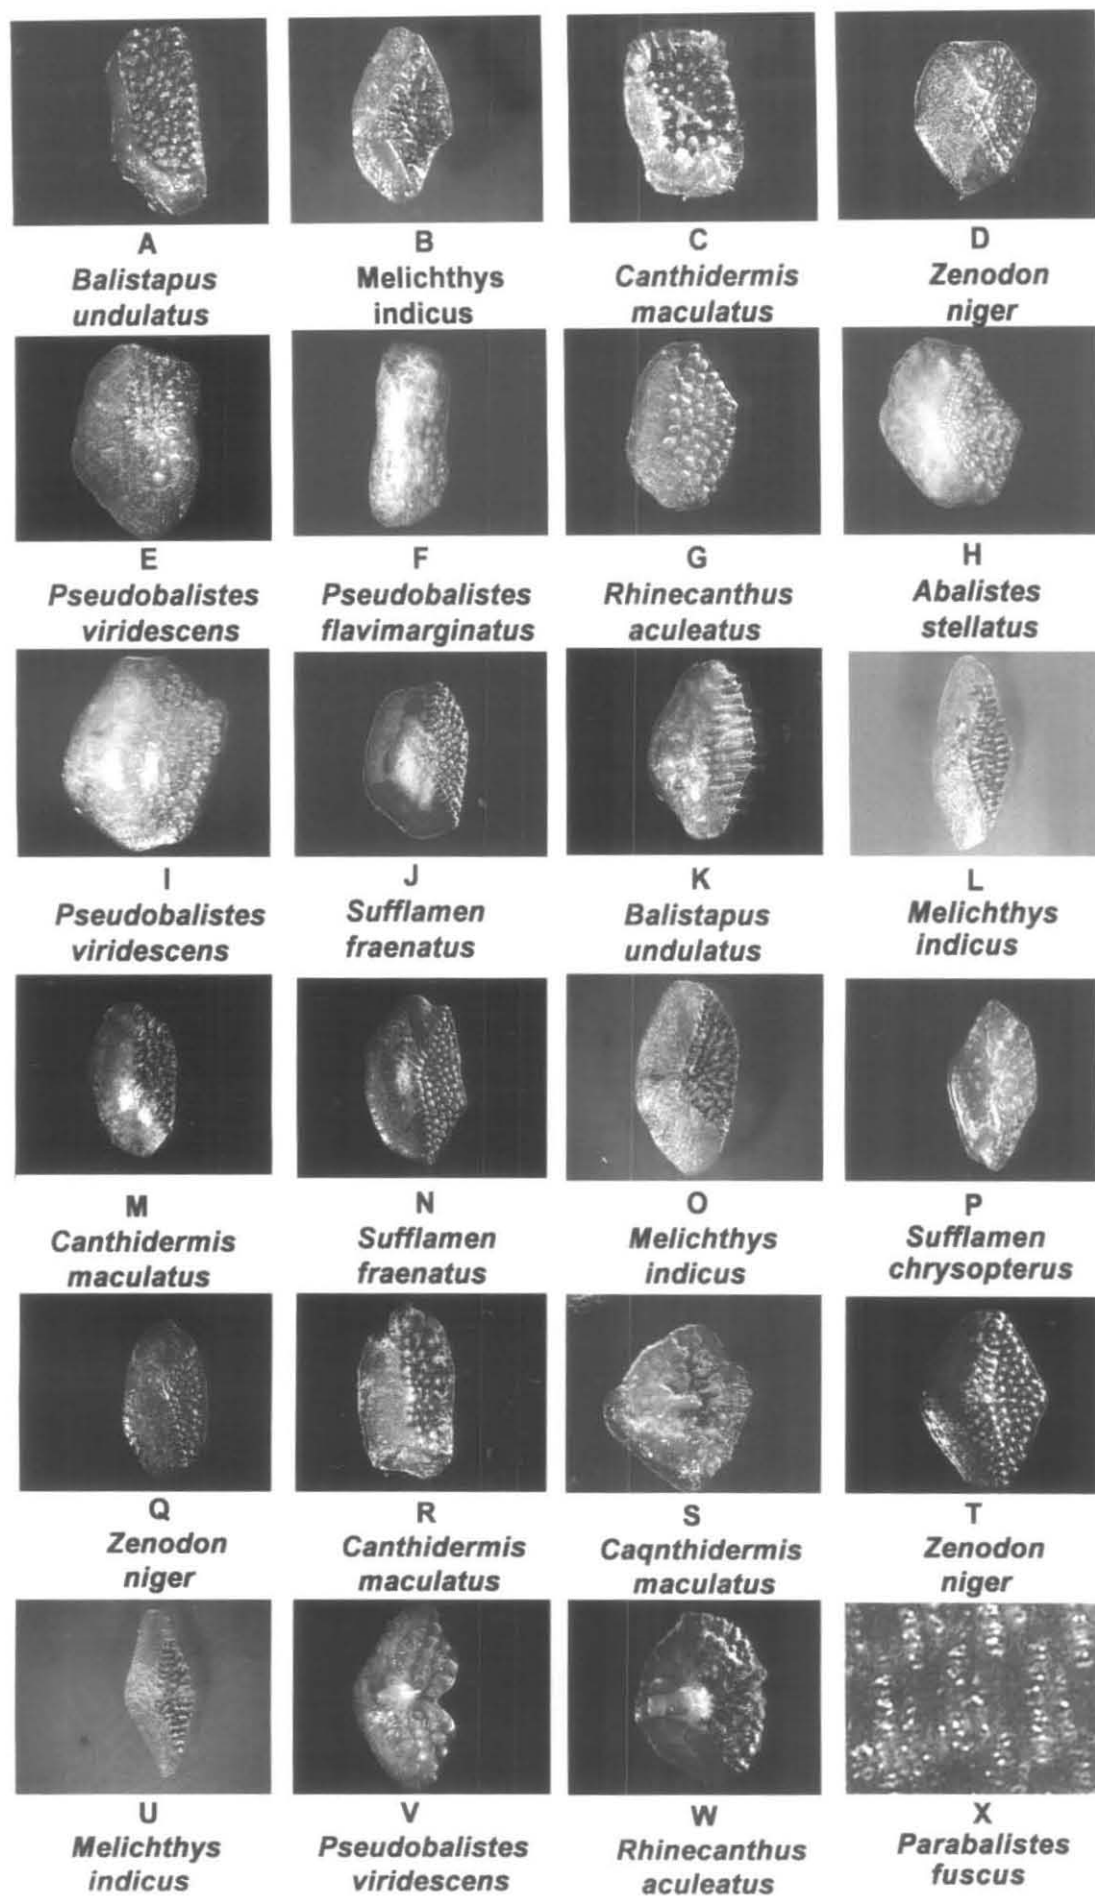 A
Balistapus
undulatus
B
Melichthys
indicus
C
Canthidermis
maculatus
D
Zenodon
niger
E
Pseudobalistes
viridescens
F
Pseudobalistes
flavimarginatus
G
Rhinecanthus
aculeatus
H
Abalistes
stellatus
I
Pseudobalistes
viridescens
J
Sufflamen
fraenatus
K
Balistapus
undulatus
L
Melichthys
indicus
M
Canthidermis
maculatus
N
Sufflamen
fraenatus
O
Melichthys
indicus
P
Sufflamen
chrysopterus
Q
Zenodon
niger
R
Canthidermis
maculatus
S
Caqnthidermis
maculatus
T
Zenodon
niger
U
Melichthys
indicus
V
Pseudobalistes
viridescens
W
Rhinecanthus
aculeatus
X
Parabalistes
fuscus